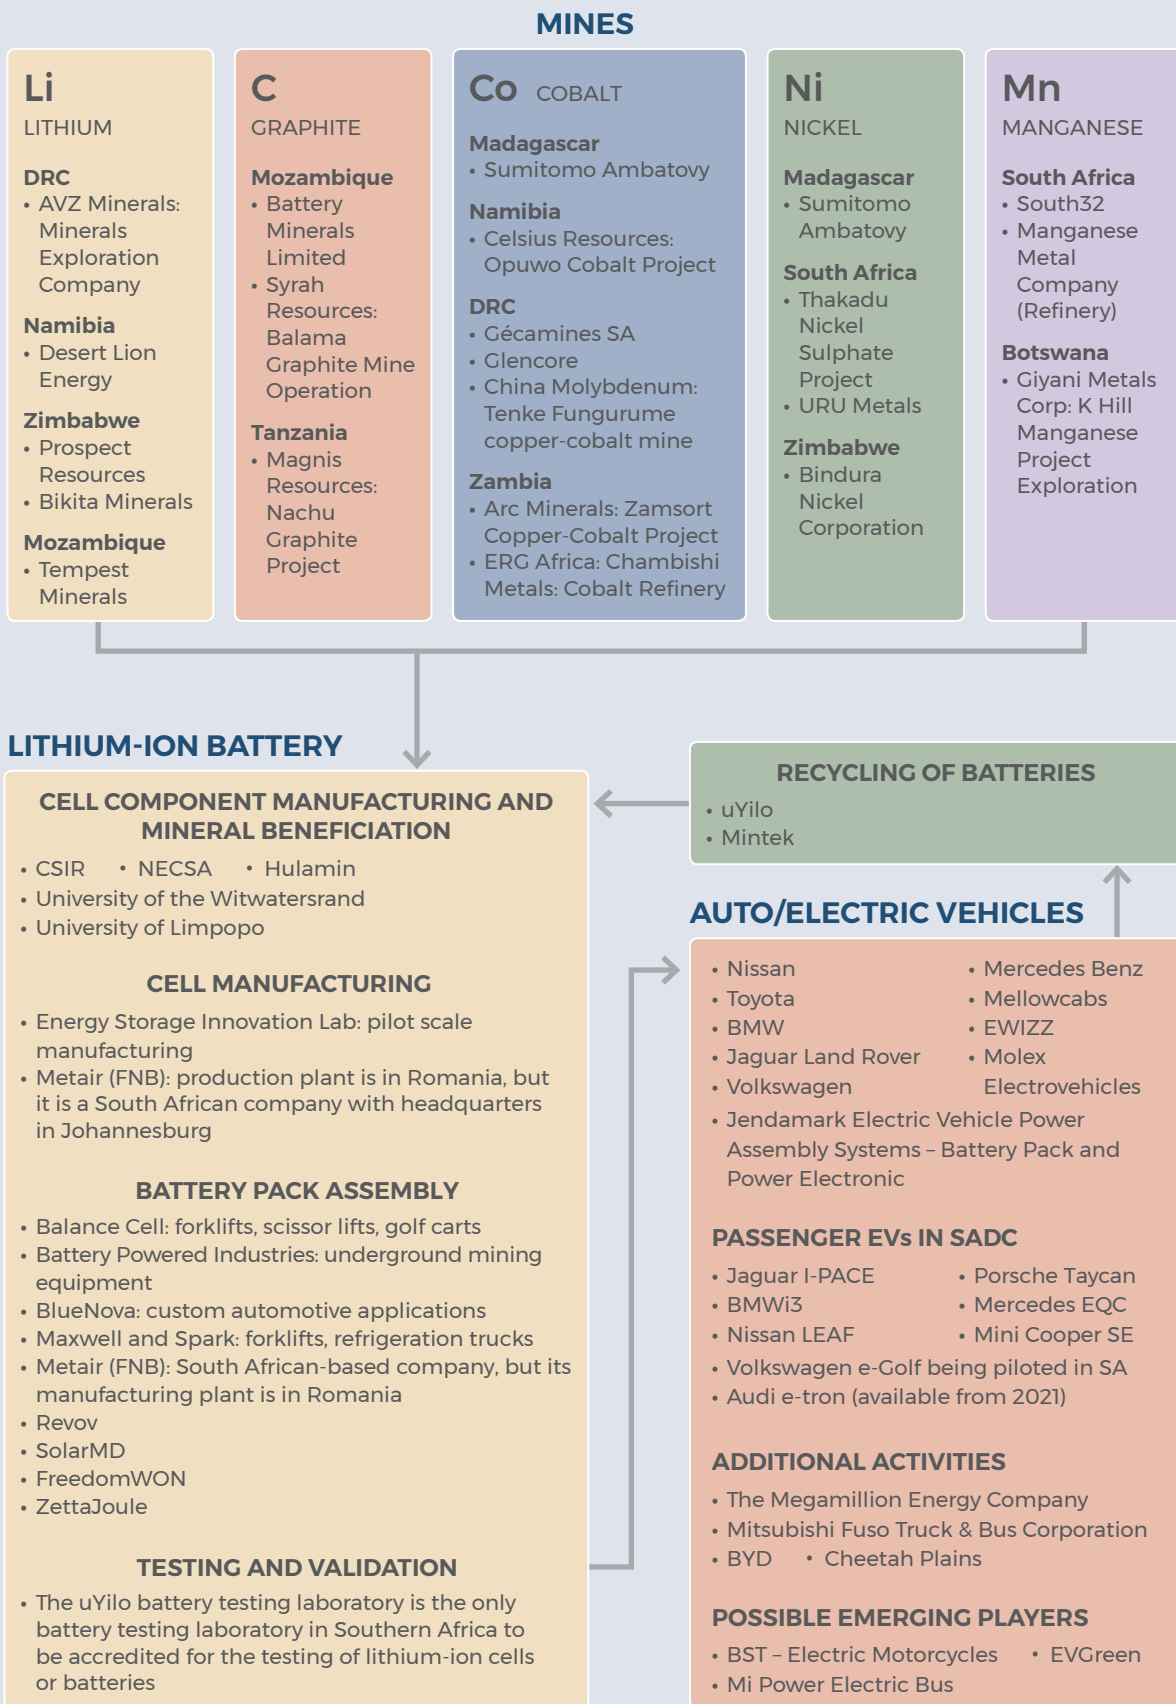 MINES
Li
LITHIUM
DRC
• AVZ Minerals:
Minerals
Exploration
Company
Namibia
• Desert Lion
Energy
Zimbabwe
• Prospect
Resources
• Bikita Minerals
Mozambique
• Tempest
Minerals
C
GRAPHITE
Mozambique
• Battery
Minerals
Limited
• Syrah
Resources:
Balama
Graphite Mine
Operation
Tanzania
• Magnis
Resources:
Nachu
Graphite
Project
Co COBALT
Madagascar
• Sumitomo Ambatovy
Namibia
• Celsius Resources:
Opuwo Cobalt Project
DRC
• Gécamines SA
• Glencore
• China Molybdenum:
Tenke Fungurume
copper-cobalt mine
Zambia
• Arc Minerals: Zamsort
Copper-Cobalt Project
• ERG Africa: Chambishi
Metals: Cobalt Refinery
Ni
NICKEL
Madagascar
• Sumitomo
Ambatovy
South Africa
• Thakadu
Nickel
Sulphate
Project
• URU Metals
Zimbabwe
• Bindura
Nickel
Corporation
Mn
MANGANESE
South Africa
• South32
• Manganese
Metal
Company
(Refinery)
Botswana
• Giyani Metals
Corp: K Hill
Manganese
Project
Exploration
LITHIUM-ION BATTERY
CELL COMPONENT MANUFACTURING AND
MINERAL BENEFICIATION
• CSIR • NECSA • Hulamin
• University of the Witwatersrand
• University of Limpopo
CELL MANUFACTURING
• Energy Storage Innovation Lab: pilot scale
manufacturing
• Metair (FNB): production plant is in Romania, but
it is a South African company with headquarters
in Johannesburg
BATTERY PACK ASSEMBLY
• Balance Cell: forklifts, scissor lifts, golf carts
• Battery Powered Industries: underground mining
equipment
• BlueNova: custom automotive applications
• Maxwell and Spark: forklifts, refrigeration trucks
• Metair (FNB): South African-based company, but its
manufacturing plant is in Romania
• Revov
• SolarMD
• FreedomWON
• ZettaJoule
TESTING AND VALIDATION
• The uYilo battery testing laboratory is the only
battery testing laboratory in Southern Africa to
be accredited for the testing of lithium-ion cells
or batteries
RECYCLING OF BATTERIES
• uYilo
• Mintek
AUTO/ELECTRIC VEHICLES
• Nissan
• Toyota
• BMW
• Jaguar Land Rover
• Volkswagen
• Mercedes Benz
• Mellowcabs
• EWIZZ
• Molex
Electrovehicles
• Jendamark Electric Vehicle Power
Assembly Systems – Battery Pack and
Power Electronic
PASSENGER EVs IN SADC
• Jaguar I-PACE
• BMWi3
• Nissan LEAF
• Porsche Taycan
• Mercedes EQC
• Mini Cooper SE
• Volkswagen e-Golf being piloted in SA
• Audi e-tron (available from 2021)
ADDITIONAL ACTIVITIES
• The Megamillion Energy Company
• Mitsubishi Fuso Truck & Bus Corporation
• BYD • Cheetah Plains
POSSIBLE EMERGING PLAYERS
• BST – Electric Motorcycles • EVGreen
• Mi Power Electric Bus